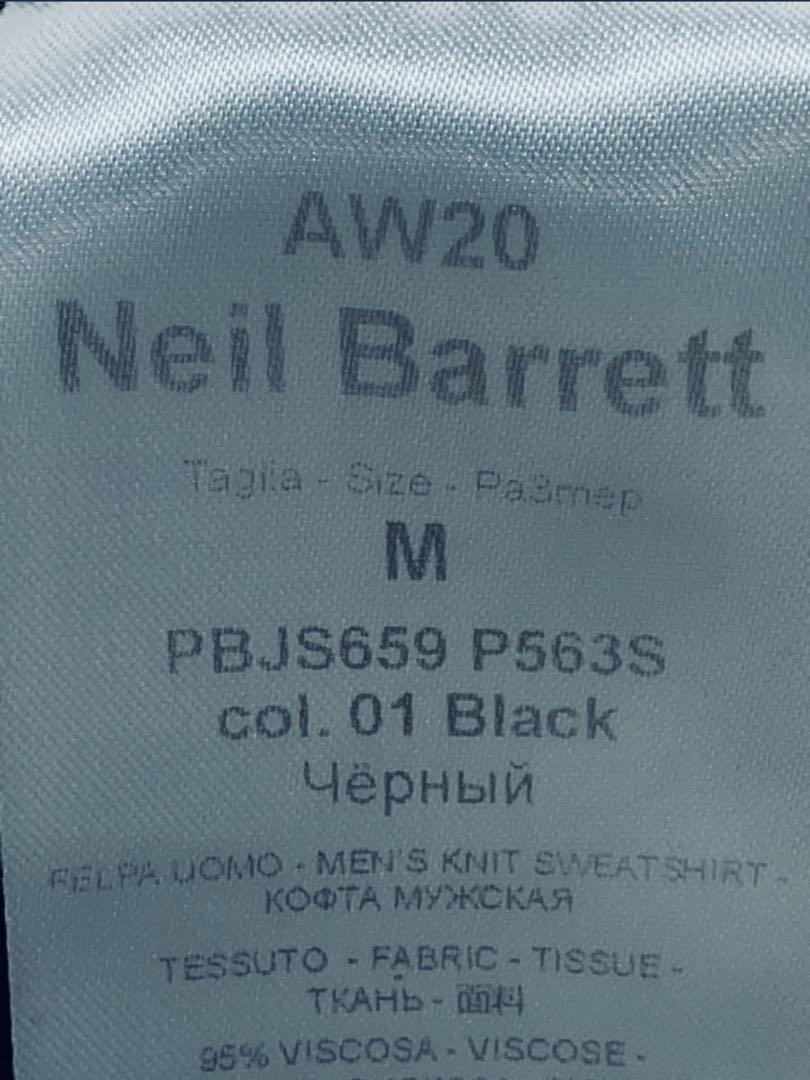 AW20
Neil Barrett
Taglia - Size - Pa3mep
M
PBJS659 P563S
col. 01 Black
Чёрный
FELPA UOMO - MEN'S KNIT SWEATSHIRT -
КОФТА МУЖСКАЯ
TESSUTO - FABRIC - TISSUE -
ТКАНЬ - 面料
95% VISCOSA - VISCOSE -